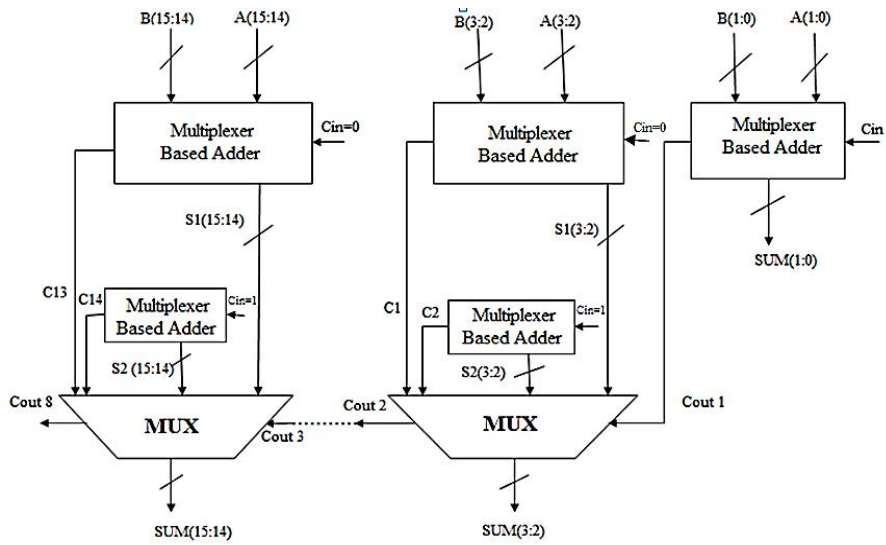 B(15:14) A(15:14) B(3:2) A(3:2) B(1:0) A(1:0)
Multiplexer
Based Adder
Cin=0
Multiplexer
Based Adder
Cin=0
Multiplexer
Based Adder
Cin
S1(15:14)
S1(3:2)
SUM(1:0)
C13
C14
Multiplexer
Based Adder
Cin=1
C1
C2
Multiplexer
Based Adder
Cin=1
S2 (15:14)
S2(3:2)
Cout 8
MUX
Cout 3
Cout 2
MUX
Cout 1
SUM(15:14)
SUM(3:2)